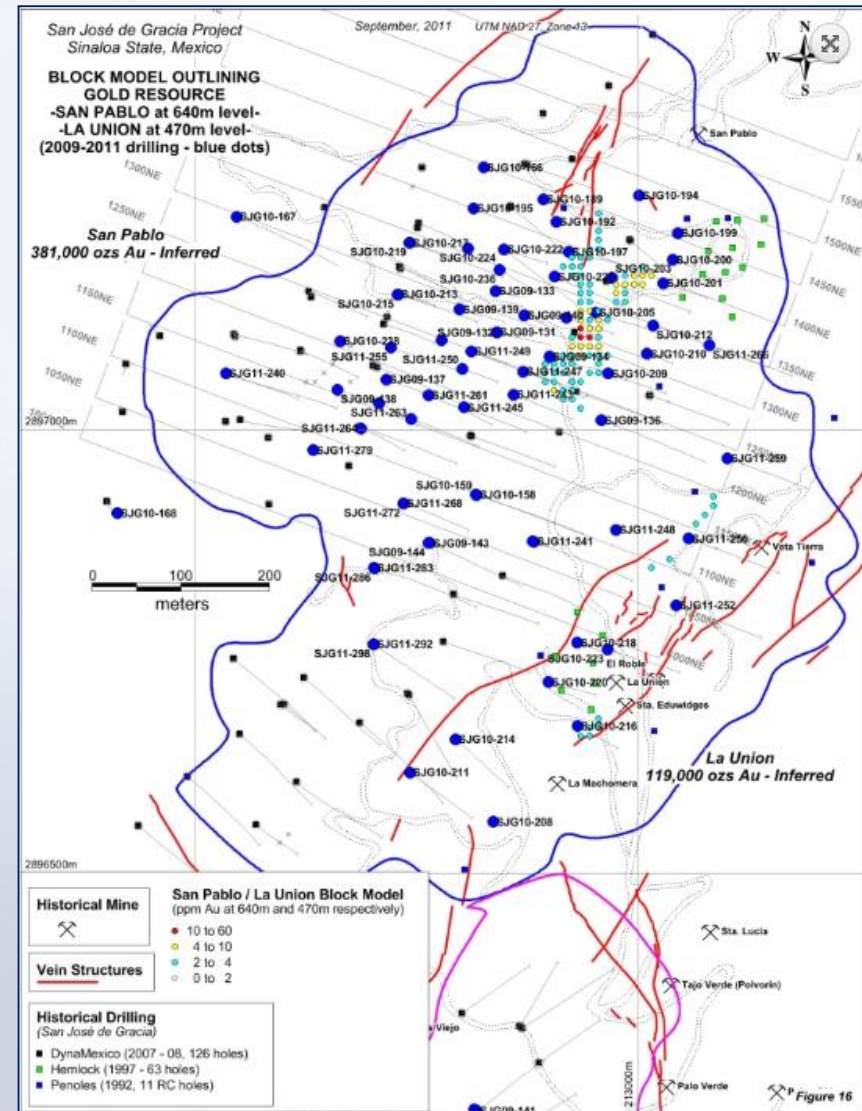 San José de Gracia Project
Sinaloa State, Mexico
September, 2011
UTM NAD 27, Zone 13
N
W
E
S
BLOCK MODEL OUTLINING
GOLD RESOURCE
-SAN PABLO at 640m level-
-LA UNION at 470m level-
(2009-2011 drilling - blue dots)
San Pablo
1300NE
1250NE
1150NE
1100NE
1050NE
1500NE
1450NE
1400NE
1350NE
1300NE
1250NE
1200NE
1100NE
1000NE
San Pablo
381,000 ozs Au - Inferred
SJG10-166
SJG10-167
SJG10-189
SJG10-194
SJG10-195
SJG10-192
SJG10-199
SJG10-217
SJG10-219
SJG10-222
SJG10-197
SJG10-224
SJG10-200
SJG10-203
SJG10-236
SJG10-201
SJG10-213
SJG09-133
SJG10-215
SJG09-139
SJG09-140
SJG10-205
SJG10-212
SJG09-132
SJG09-131
SJG10-238
SJG11-255
SJG11-249
SJG11-250
SJG09-134
SJG10-210
SJG11-266
SJG11-240
SJG09-137
SJG11-247
SJG10-209
SJG09-138
SJG11-261
SJG11-243
SJG11-263
SJG11-245
SJG09-136
2897000m
SJG11-264
SJG11-279
SJG11-259
SJG10-159
SJG10-158
SJG10-168
SJG11-268
SJG11-272
SJG11-248
SJG11-256
SJG09-144
SJG09-143
SJG11-241
Veta Tierra
SJG11-283
SJG11-286
0 100 200
meters
SJG11-252
SJG11-292
SJG11-298
SJG10-218
SJG10-223
El Roble
SJG10-220
La Union
Sta. Eduwidges
SJG10-216
SJG10-214
La Union
119,000 ozs Au - Inferred
SJG10-211
La Machomera
SJG10-208
2896500m
Historical Mine
Vein Structures
San Pablo / La Union Block Model
(ppm Au at 640m and 470m respectively)
10 to 60
4 to 10
2 to 4
0 to 2
Historical Drilling
(San José de Gracia)
DynaMexico (2007 - 08, 126 holes)
Hemlock (1997 - 63 holes)
Penoles (1992, 11 RC holes)
Sta. Lucia
Tajo Verde (Polvorin)
Viejo
213000m
Palo Verde
P
Figure 16
SJG09-141